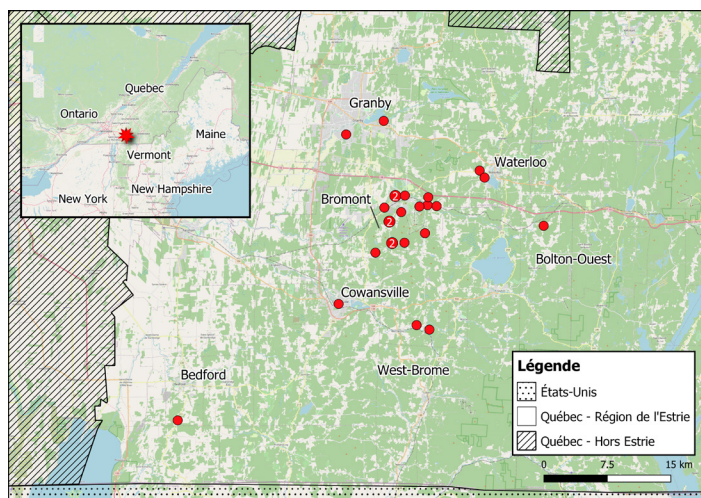 Quebec
Ontario
Maine
Vermont
New York
New Hampshire
Granby
Waterloo
2
Bromont
2
2
Bolton-Ouest
Cowansville
West-Brome
Bedford
Légende
États-Unis
Québec - Région de l'Estrie
Québec - Hors Estrie
0 7.5 15 km